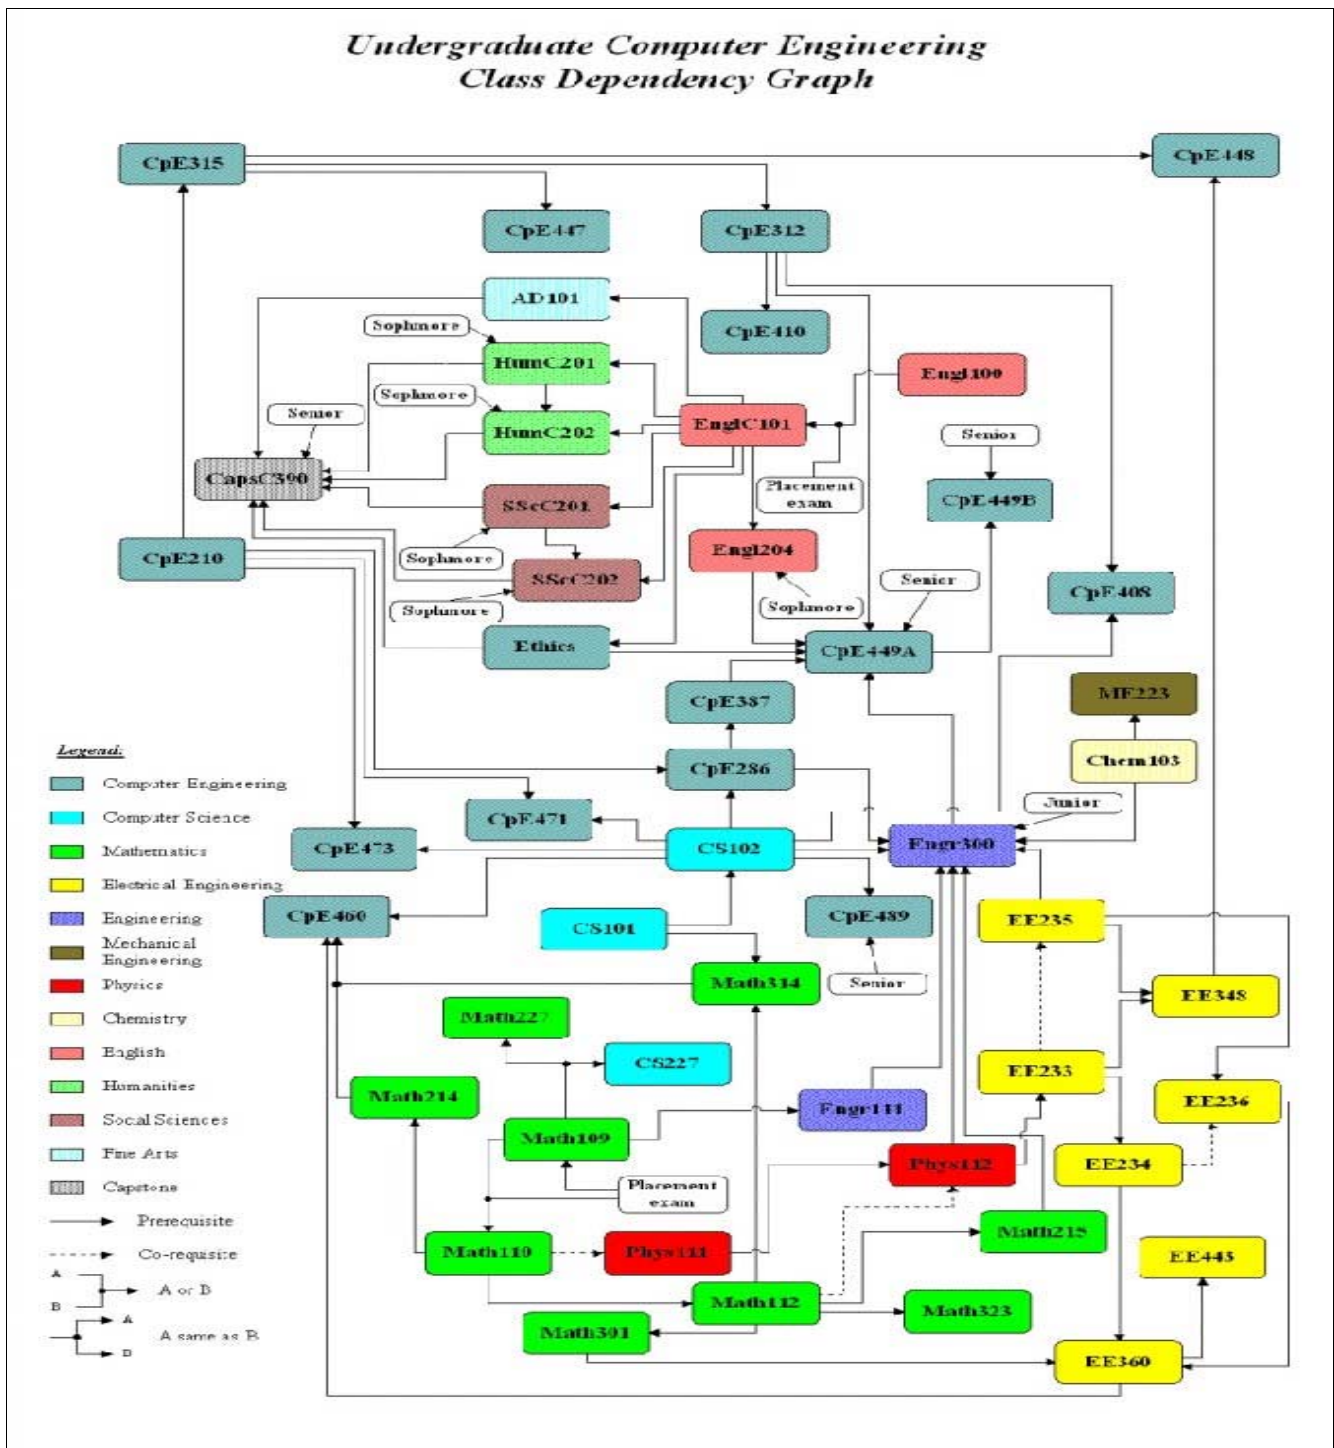 Undergraduate Computer Engineering
Class Dependency Graph
CpE315
CpE448
CpE447
CpE312
AD101
CpE410
Sophmore
HumC201
Engl100
Sophmore
Senior
HumC202
EnglC101
Senior
CapsC390
Placement
exam
CpE449B
SScC201
CpE210
Sophmore
Engl204
SScC202
Senior
CpE408
Sophmore
Sophmore
Ethics
CpE449A
CpE387
ME223
Legend:
CpE286
Chem103
Computer Engineering
Junior
Computer Science
CpE471
Mathematics
CpE473
CS102
Engr300
Electrical Engineering
Engineering
CpE460
CS101
CpE489
EE235
Mechanical
Engineering
Physics
Math314
Senior
EE348
Chemistry
Math227
English
CS227
EE233
Humanities
Math214
Engr111
EE236
Social Sciences
Math109
Fine Arts
Phys112
EE234
Capstone
Placement
exam
Prerequisite
Math215
Co-requisite
Math110
Phys111
EE443
A
B
A or B
Math112
Math323
A
B
A same as B
Math301
EE360